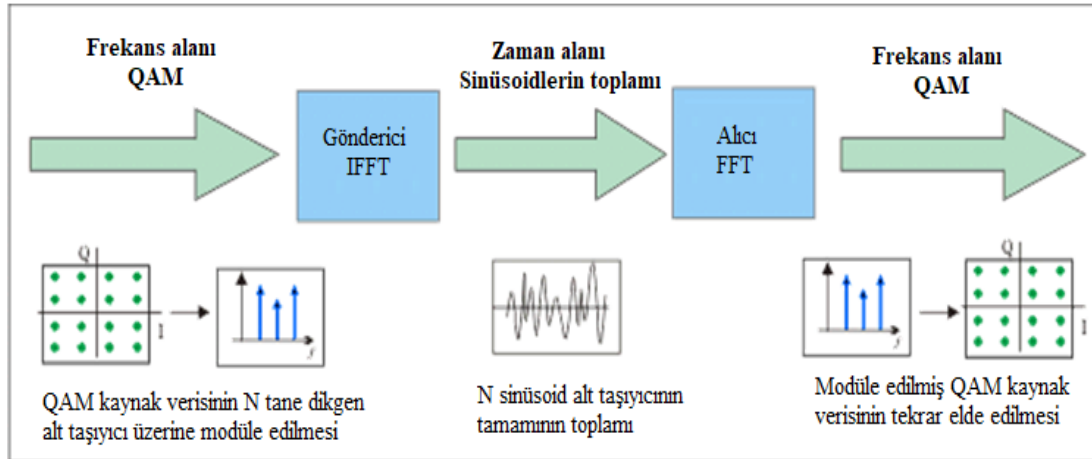 Frekans alanı
QAM
Zaman alanı
Sinüsoidlerin toplamı
Frekans alanı
QAM
Gönderici
IFFT
Alıcı
FFT
Q
I
f
Q
I
f
QAM kaynak verisinin N tane dikgen
alt taşıyıcı üzerine modüle edilmesi
N sinüsoid alt taşıyıcının
tamamının toplamı
Modüle edilmiş QAM kaynak
verisinin tekrar elde edilmesi